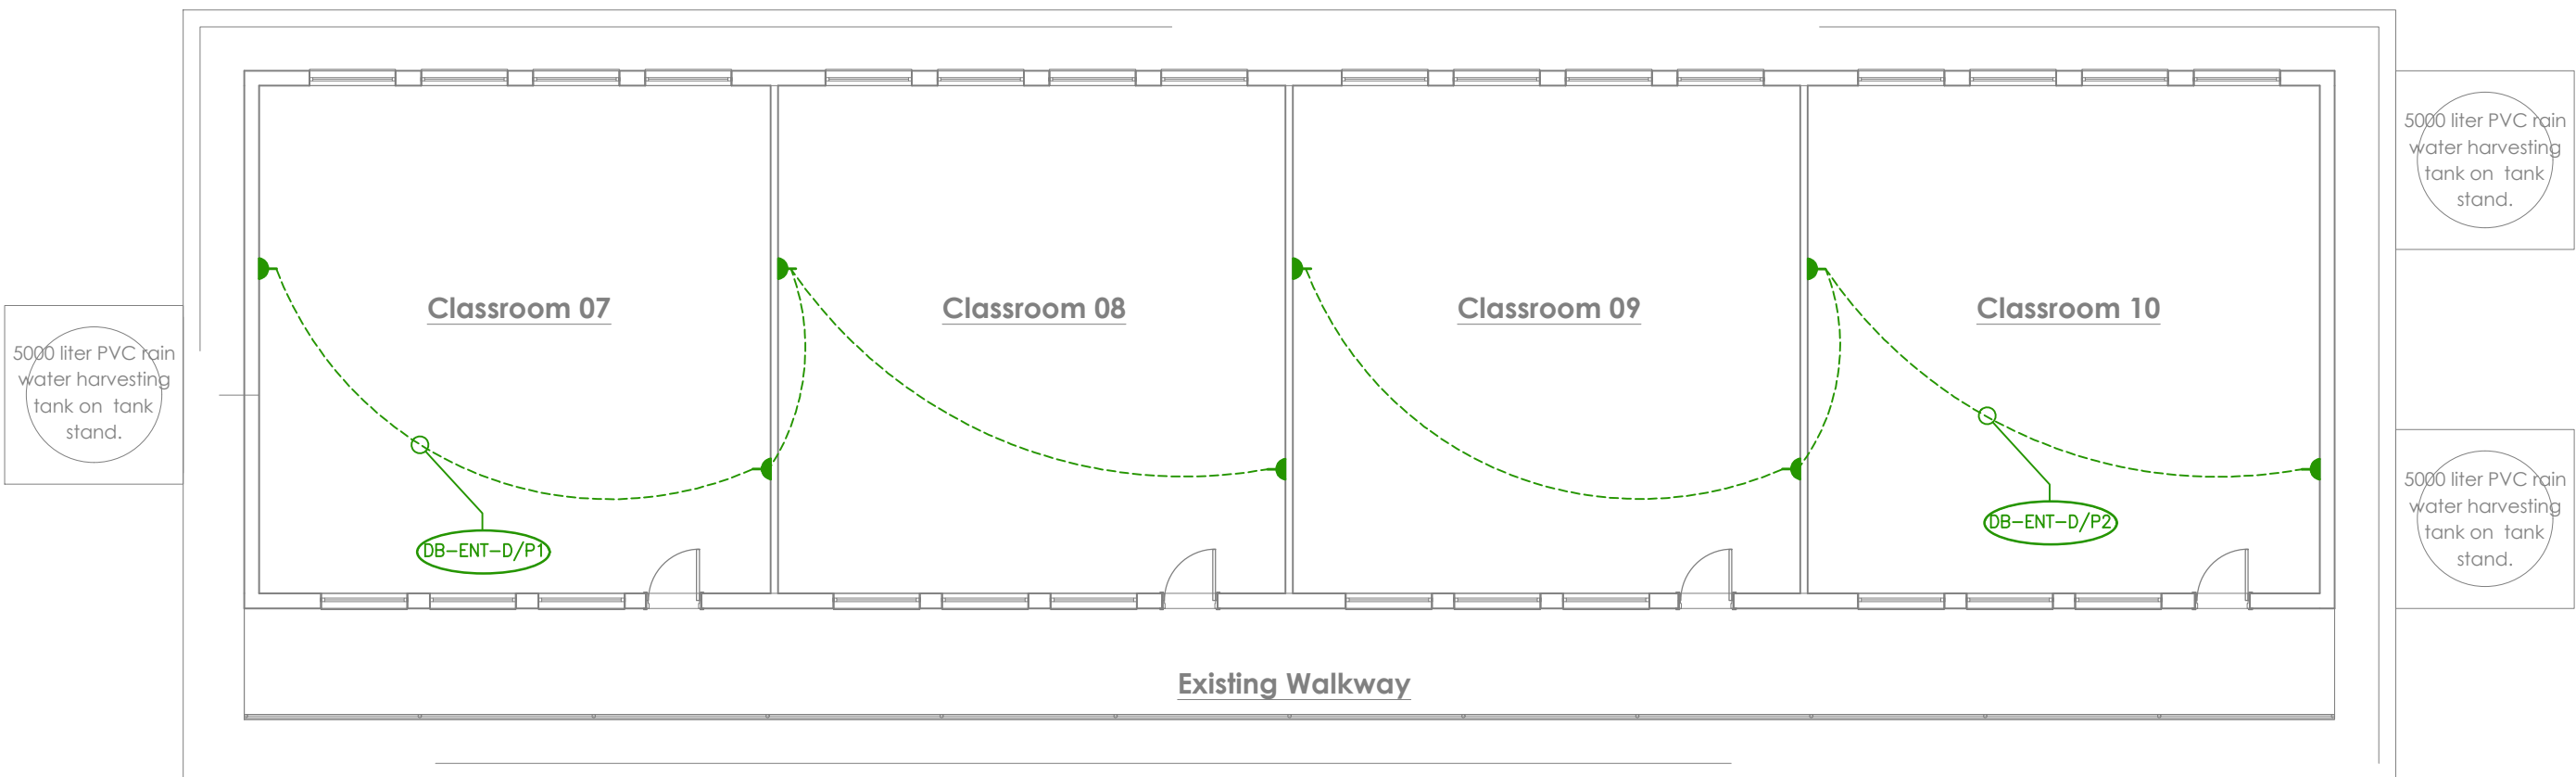 5000 liter PVC rain
water harvesting
tank on tank
stand.
Classroom 07
Classroom 08
Classroom 09
Classroom 10
5000 liter PVC rain
water harvesting
tank on tank
stand.
5000 liter PVC rain
water harvesting
tank on tank
stand.
DB-ENT-D/P1
DB-ENT-D/P2
Existing Walkway